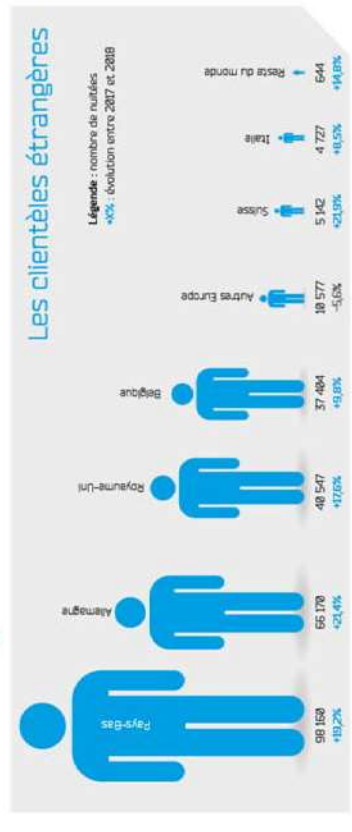 Les clientèles étrangères
Légende : nombre de nuitées
+X% : évolution entre 2017 et 2018
Pays-Bas
98 160
+19,2%
Allemagne
66 170
+21,4%
Royaume-Uni
40 547
+17,6%
Belgique
37 404
+9,8%
Autres Europe
10 577
-5,6%
Suisse
5 142
+21,9%
Italie
4 727
+8,5%
Reste du monde
644
+14,8%